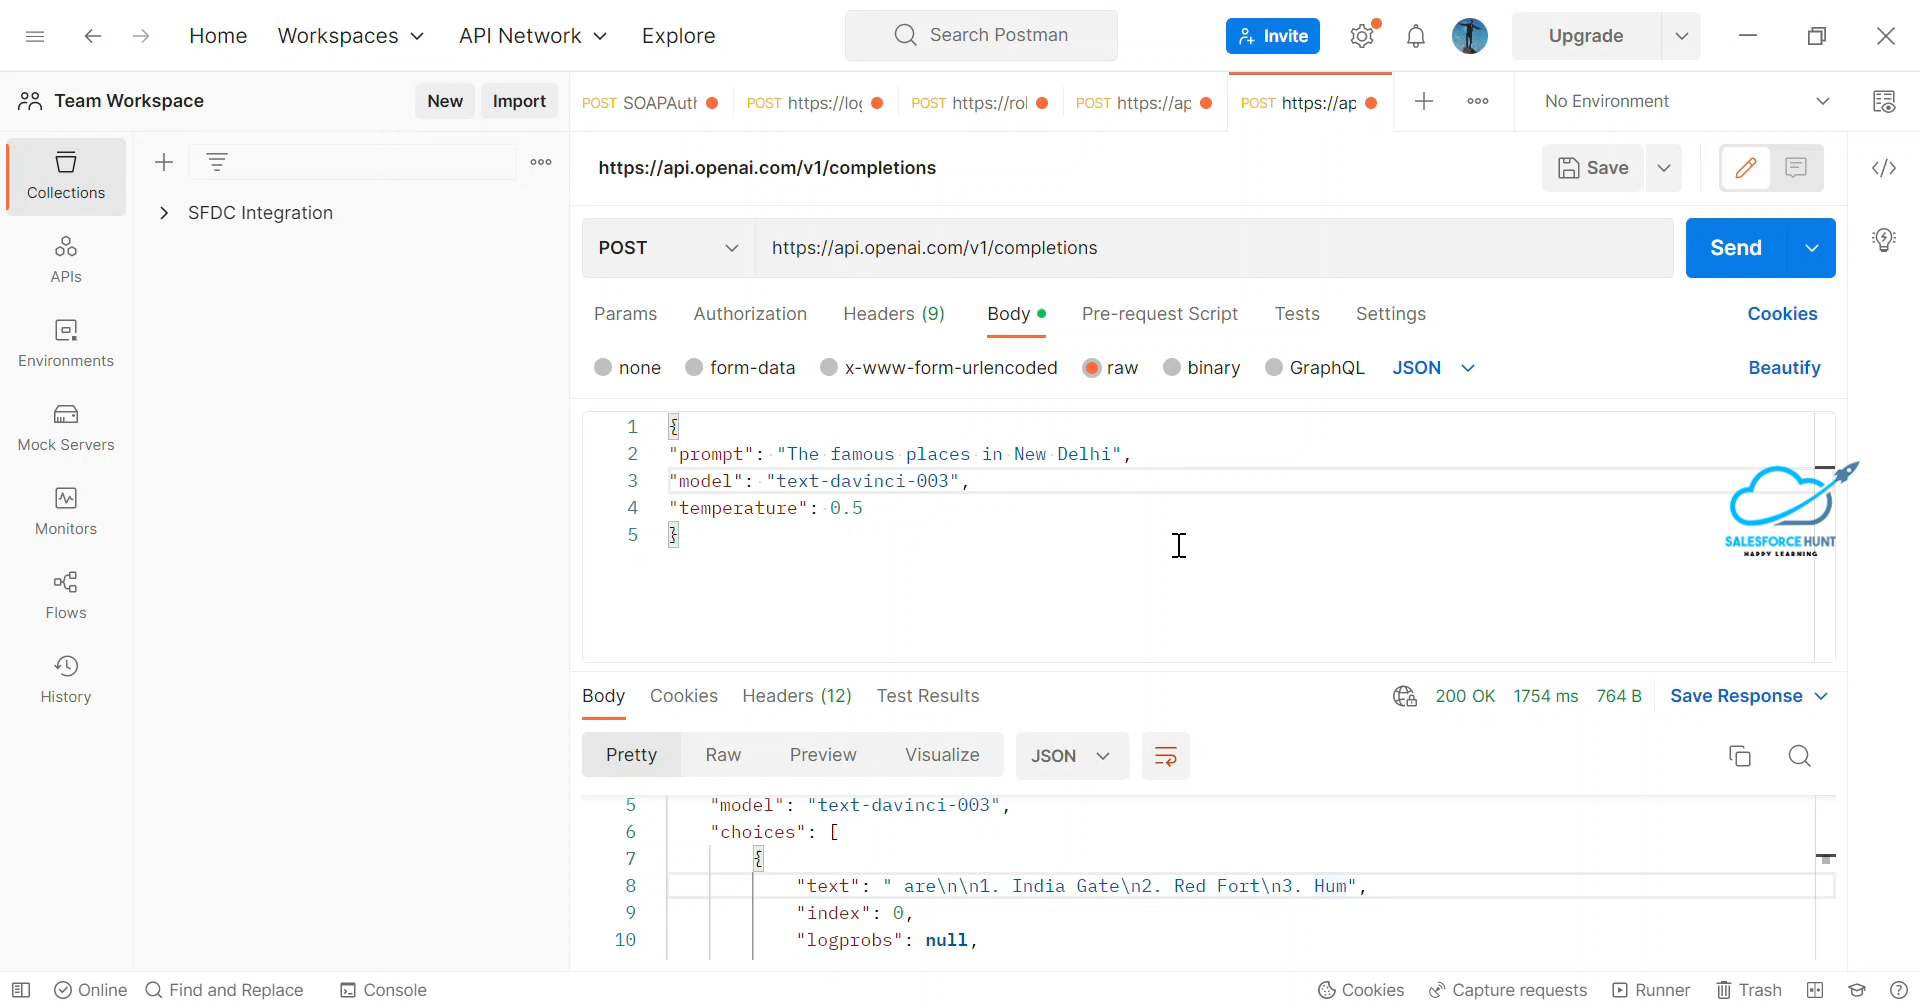 Home Workspaces API Network Explore Search Postman Invite Upgrade
Team Workspace New Import
POST SOAPAuth POST https://log POST https://rol POST https://ap POST https://ap No Environment
Collections
APIs
Environments
Mock Servers
Monitors
Flows
History
SFDC Integration
https://api.openai.com/v1/completions Save
POST https://api.openai.com/v1/completions Send
Params Authorization Headers (9) Body Pre-request Script Tests Settings Cookies
none form-data x-www-form-urlencoded raw binary GraphQL JSON Beautify
1 {
2 "prompt": "The famous places in New Delhi",
3 "model": "text-davinci-003",
4 "temperature": 0.5
5 }
SALESFORCE HUNT
HAPPY LEARNING
Body Cookies Headers (12) Test Results 200 OK 1754 ms 764 B Save Response
Pretty Raw Preview Visualize JSON
5 "model": "text-davinci-003",
6 "choices": [
7 {
8 "text": " are\n\n1. India Gate\n2. Red Fort\n3. Hum",
9 "index": 0,
10 "logprobs": null,
Online Find and Replace Console Cookies Capture requests Runner Trash